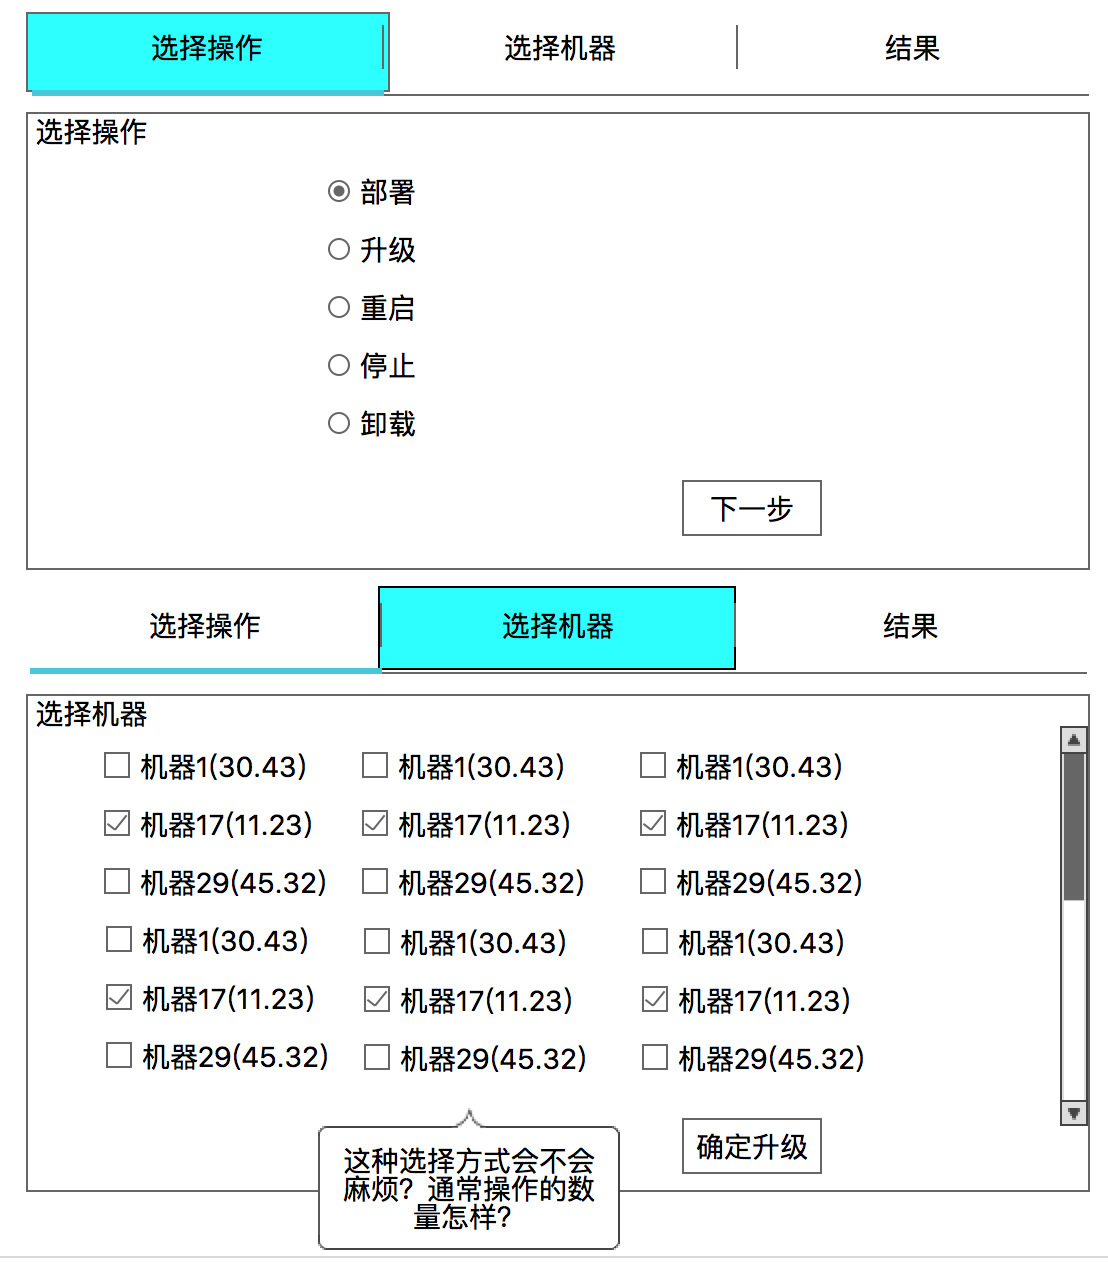 选择操作 选择机器 结果
选择操作
部署
升级
重启
停止
卸载
下一步
选择操作 选择机器 结果
选择机器
机器1(30.43) 机器1(30.43) 机器1(30.43)
机器17(11.23) 机器17(11.23) 机器17(11.23)
机器29(45.32) 机器29(45.32) 机器29(45.32)
机器1(30.43) 机器1(30.43) 机器1(30.43)
机器17(11.23) 机器17(11.23) 机器17(11.23)
机器29(45.32) 机器29(45.32) 机器29(45.32)
确定升级
这种选择方式会不会
麻烦？通常操作的数
量怎样？